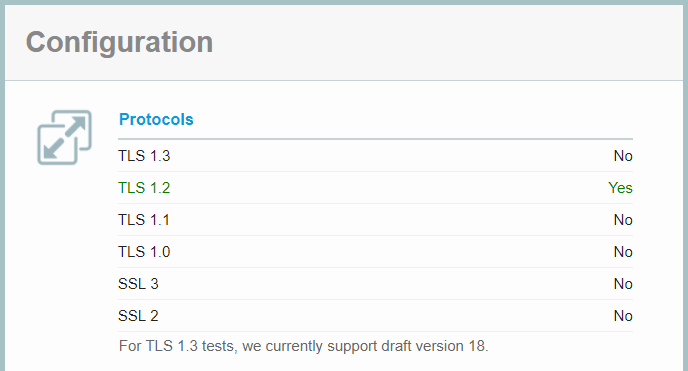 Configuration
Protocols
TLS 1.3 No
TLS 1.2 Yes
TLS 1.1 No
TLS 1.0 No
SSL 3 No
SSL 2 No
For TLS 1.3 tests, we currently support draft version 18.